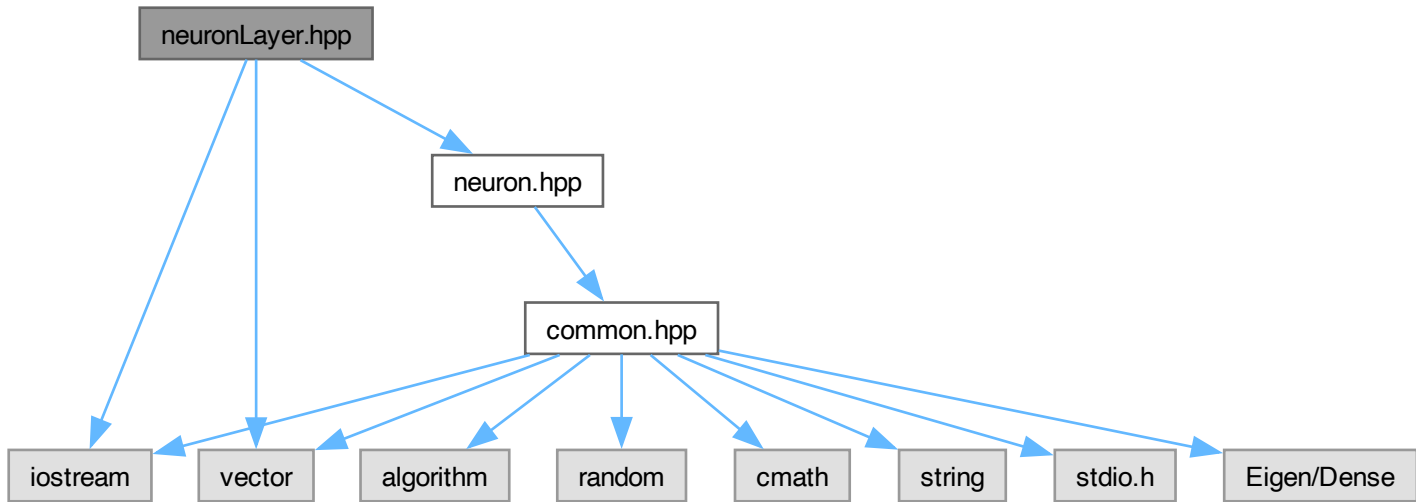 neuronLayer.hpp
neuron.hpp
common.hpp
iostream
vector
algorithm
random
cmath
string
stdio.h
Eigen/Dense